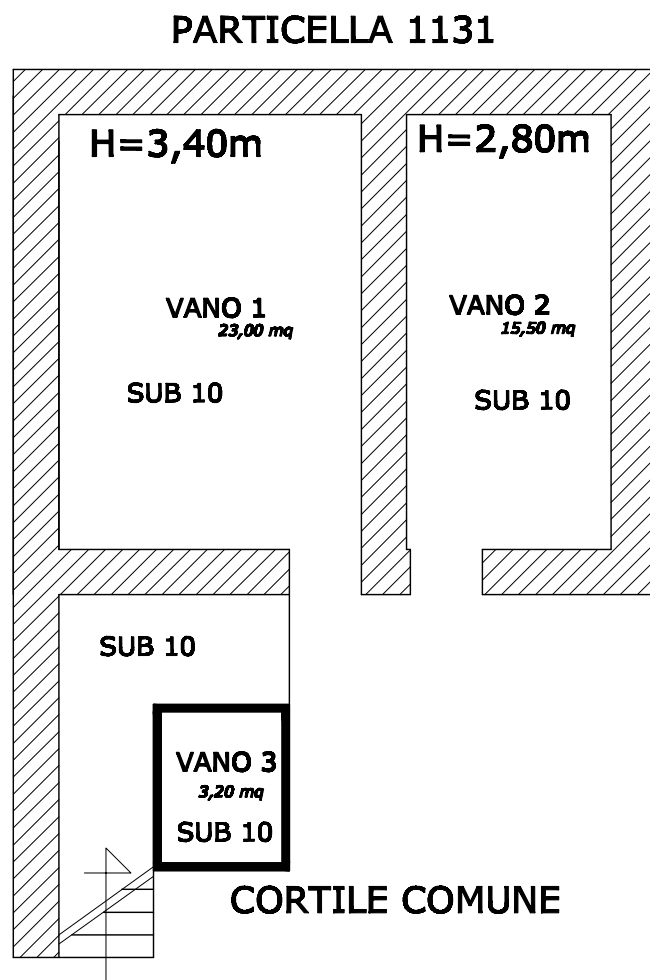 PARTICELLA 1131
H=3,40m
H=2,80m
VANO 1
23,00 mq
VANO 2
15,50 mq
SUB 10
SUB 10
SUB 10
VANO 3
3,20 mq
SUB 10
CORTILE COMUNE